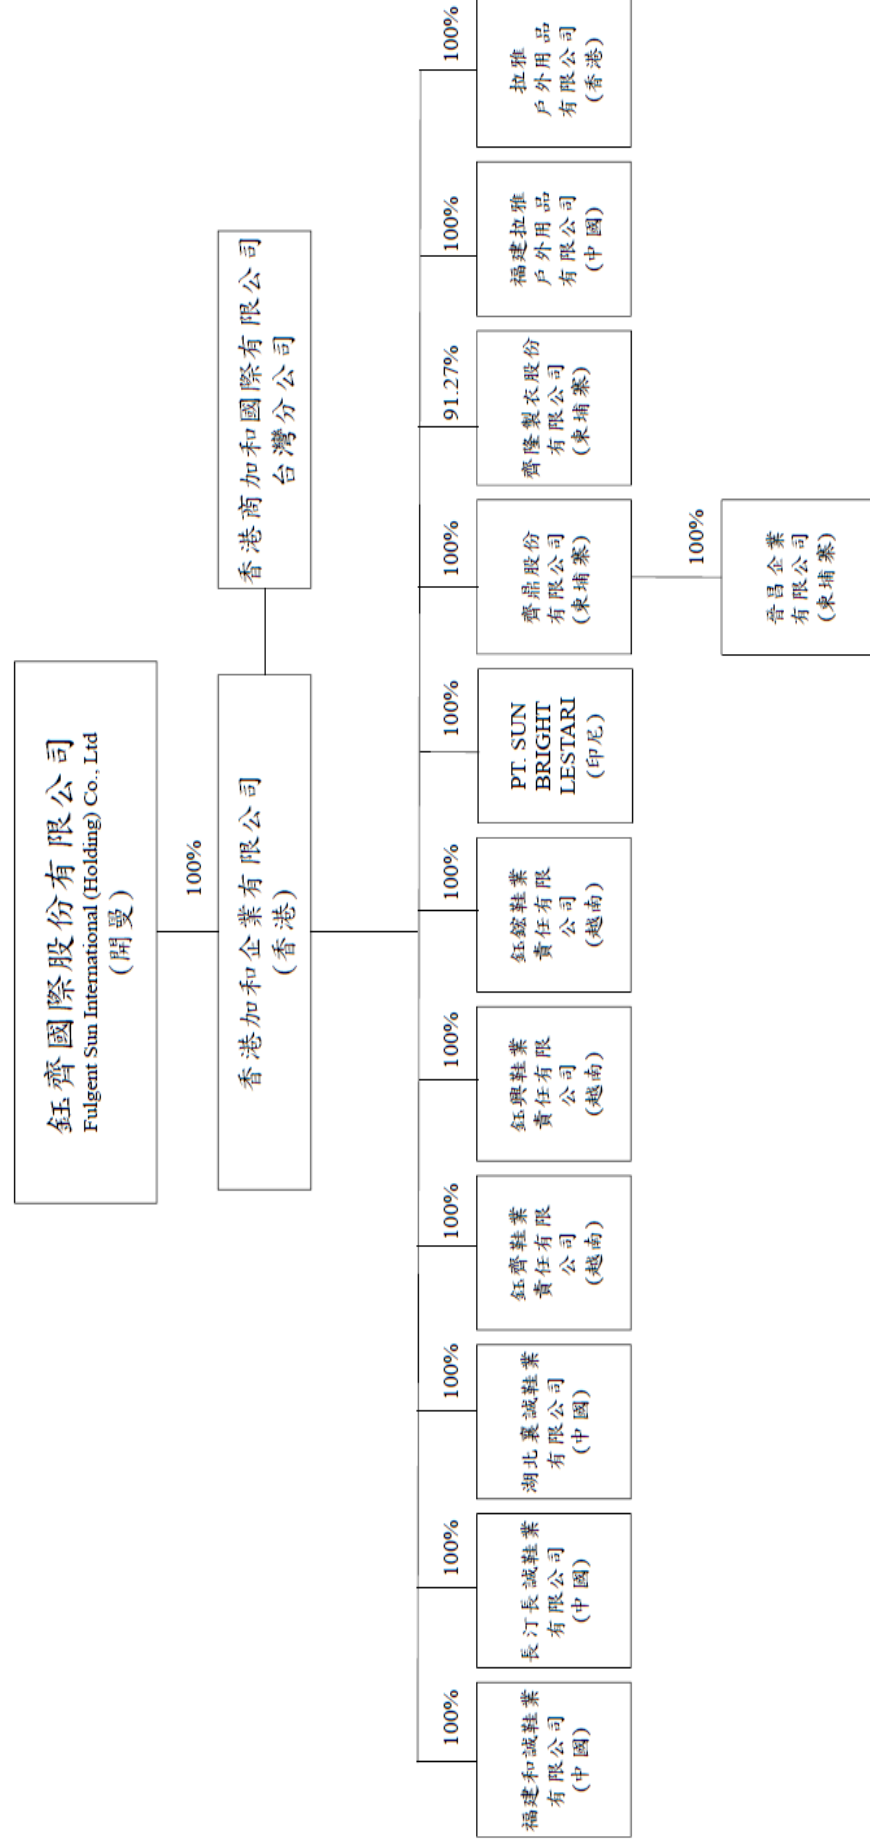 鈺齊國際股份有限公司
Fulgent Sun International (Holding) Co., Ltd
(開曼)
100%
香港加和企業有限公司
(香港)
香港商加和國際有限公司
台灣分公司
100%
福建和誠鞋業
有限公司
(中國)
100%
長汀長誠鞋業
有限公司
(中國)
100%
湖北襄誠鞋業
有限公司
(中國)
100%
鈺齊鞋業
責任有限
公司
(越南)
100%
鈺興鞋業
責任有限
公司
(越南)
100%
鈺鋐鞋業
責任有限
公司
(越南)
100%
PT. SUN
BRIGHT
LESTARI
(印尼)
100%
齊鼎股份
有限公司
(柬埔寨)
91.27%
齊隆製衣股份
有限公司
(柬埔寨)
100%
福建拉雅
戶外用品
有限公司
(中國)
100%
拉雅
戶外用品
有限公司
(香港)
100%
晉昌企業
有限公司
(柬埔寨)